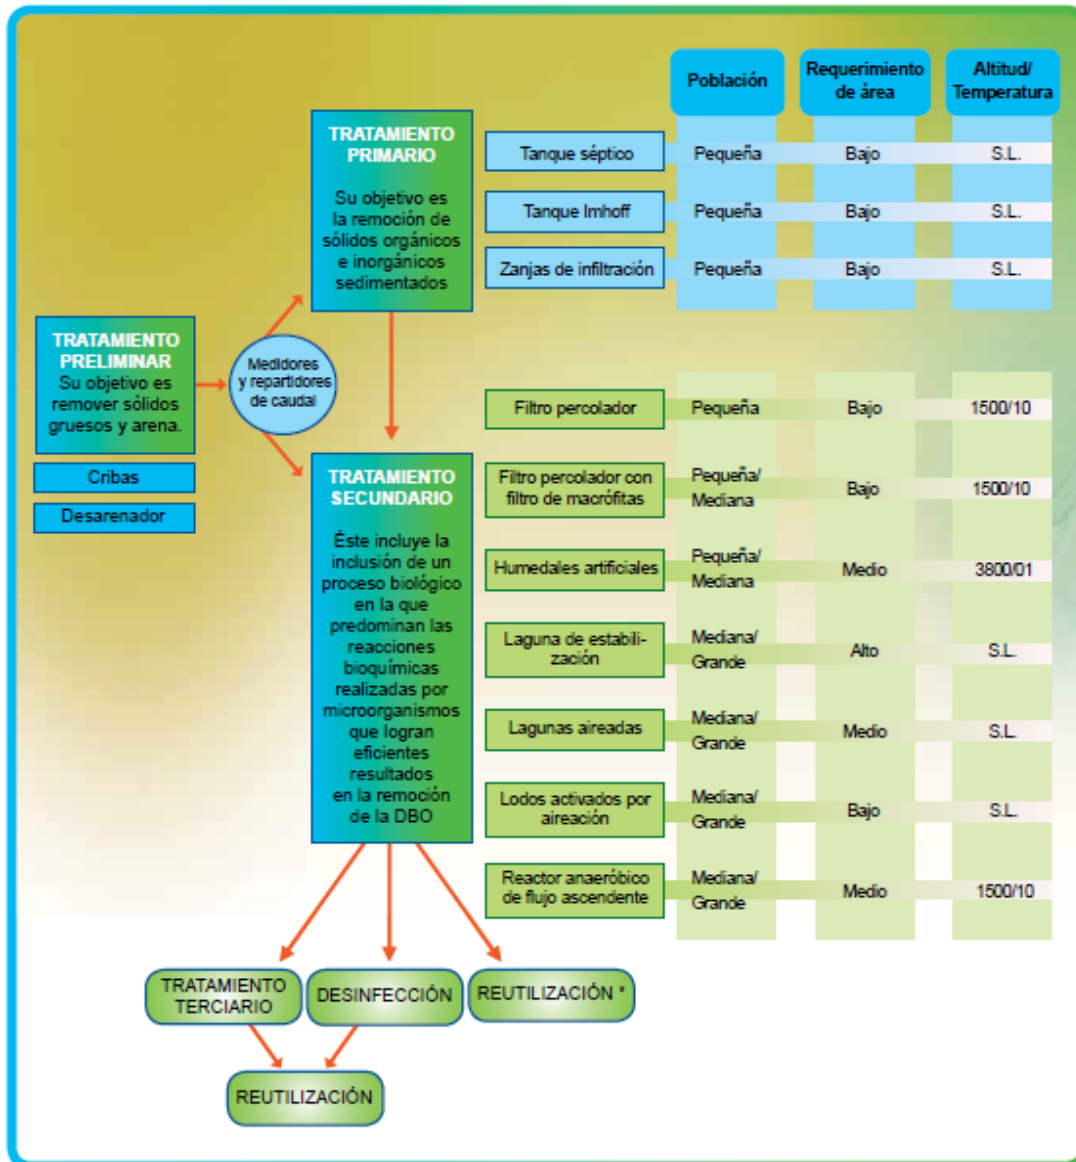 Población
Requerimiento
de área
Altitud/
Temperatura
TRATAMIENTO
PRIMARIO
Su objetivo es
la remoción de
sólidos orgánicos
e inorgánicos
sedimentados
Tanque séptico Pequeña Bajo S.L.
Tanque Imhoff Pequeña Bajo S.L.
Zanjas de infiltración Pequeña Bajo S.L.
TRATAMIENTO
PRELIMINAR
Su objetivo es
remover sólidos
gruesos y arena.
Cribas
Desarenador
Medidores
y repartidores
de caudal
TRATAMIENTO
SECUNDARIO
Éste incluye la
inclusión de un
proceso biológico
en la que
predominan las
reacciones
bioquímicas
realizadas por
microorganismos
que logran
eficientes
resultados
en la remoción
de la DBO
Filtro percolador Pequeña Bajo 1500/10
Filtro percolador con
filtro de macrófitas
Pequeña/
Mediana
Bajo 1500/10
Humedales artificiales
Pequeña/
Mediana
Medio 3800/01
Laguna de estabili-
zación
Mediana/
Grande
Alto S.L.
Lagunas aireadas
Mediana/
Grande
Medio S.L.
Lodos activados por
aireación
Mediana/
Grande
Bajo S.L.
Reactor anaeróbico
de flujo ascendente
Mediana/
Grande
Medio 1500/10
TRATAMIENTO
TERCIARIO
DESINFECCIÓN
REUTILIZACIÓN *
REUTILIZACIÓN